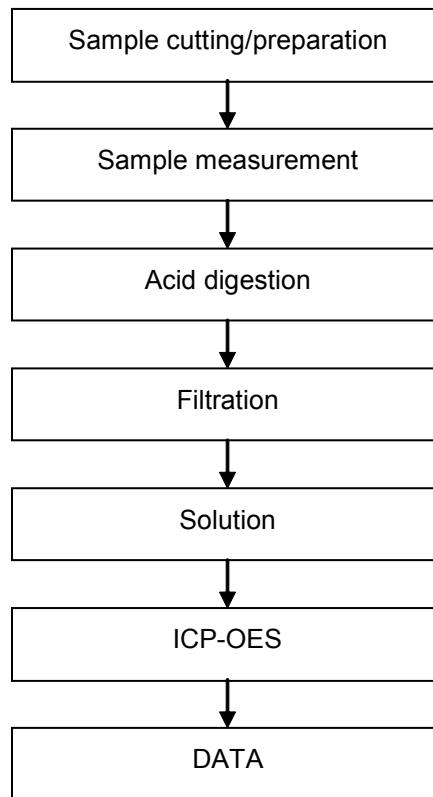 Sample cutting/preparation
Sample measurement
Acid digestion
Filtration
Solution
ICP-OES
DATA